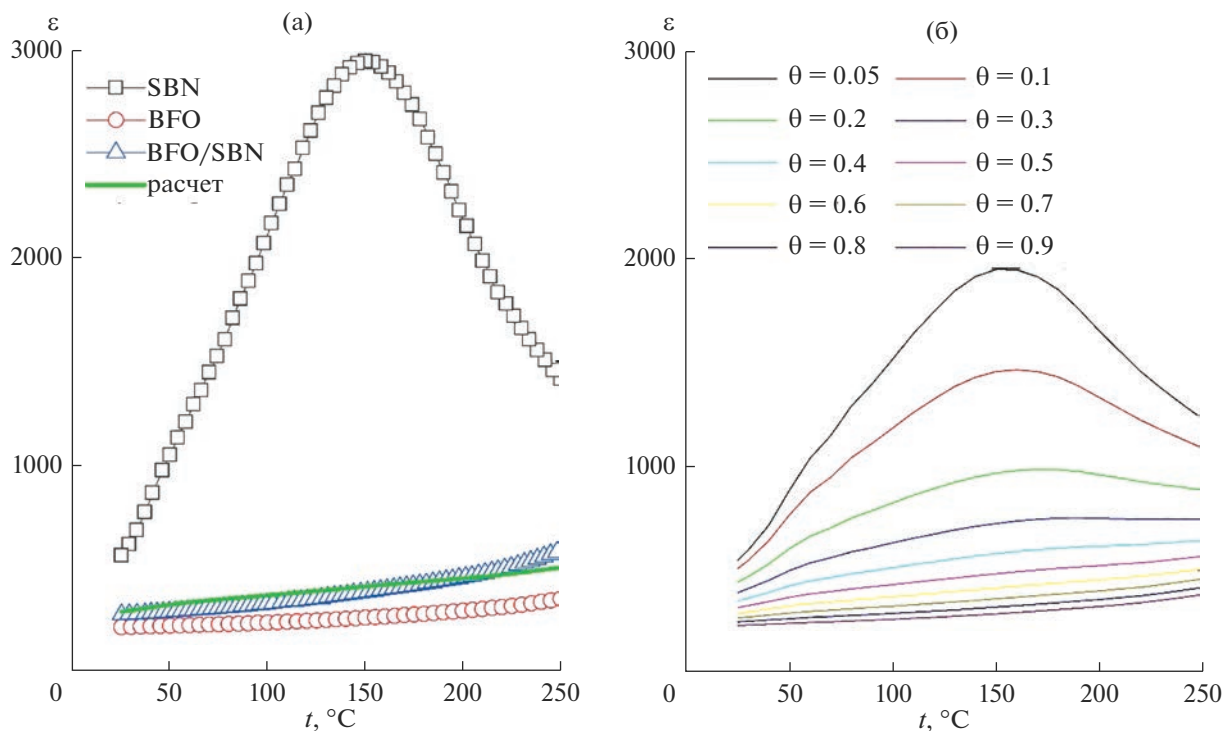 ε
(а)
3000
SBN
BFO
BFO/SBN
расчет
2000
1000
0
50
100
150
200
250
t, °C
ε
(б)
3000
θ = 0.05
θ = 0.1
θ = 0.2
θ = 0.3
θ = 0.4
θ = 0.5
θ = 0.6
θ = 0.7
θ = 0.8
θ = 0.9
2000
1000
0
50
100
150
200
250
t, °C